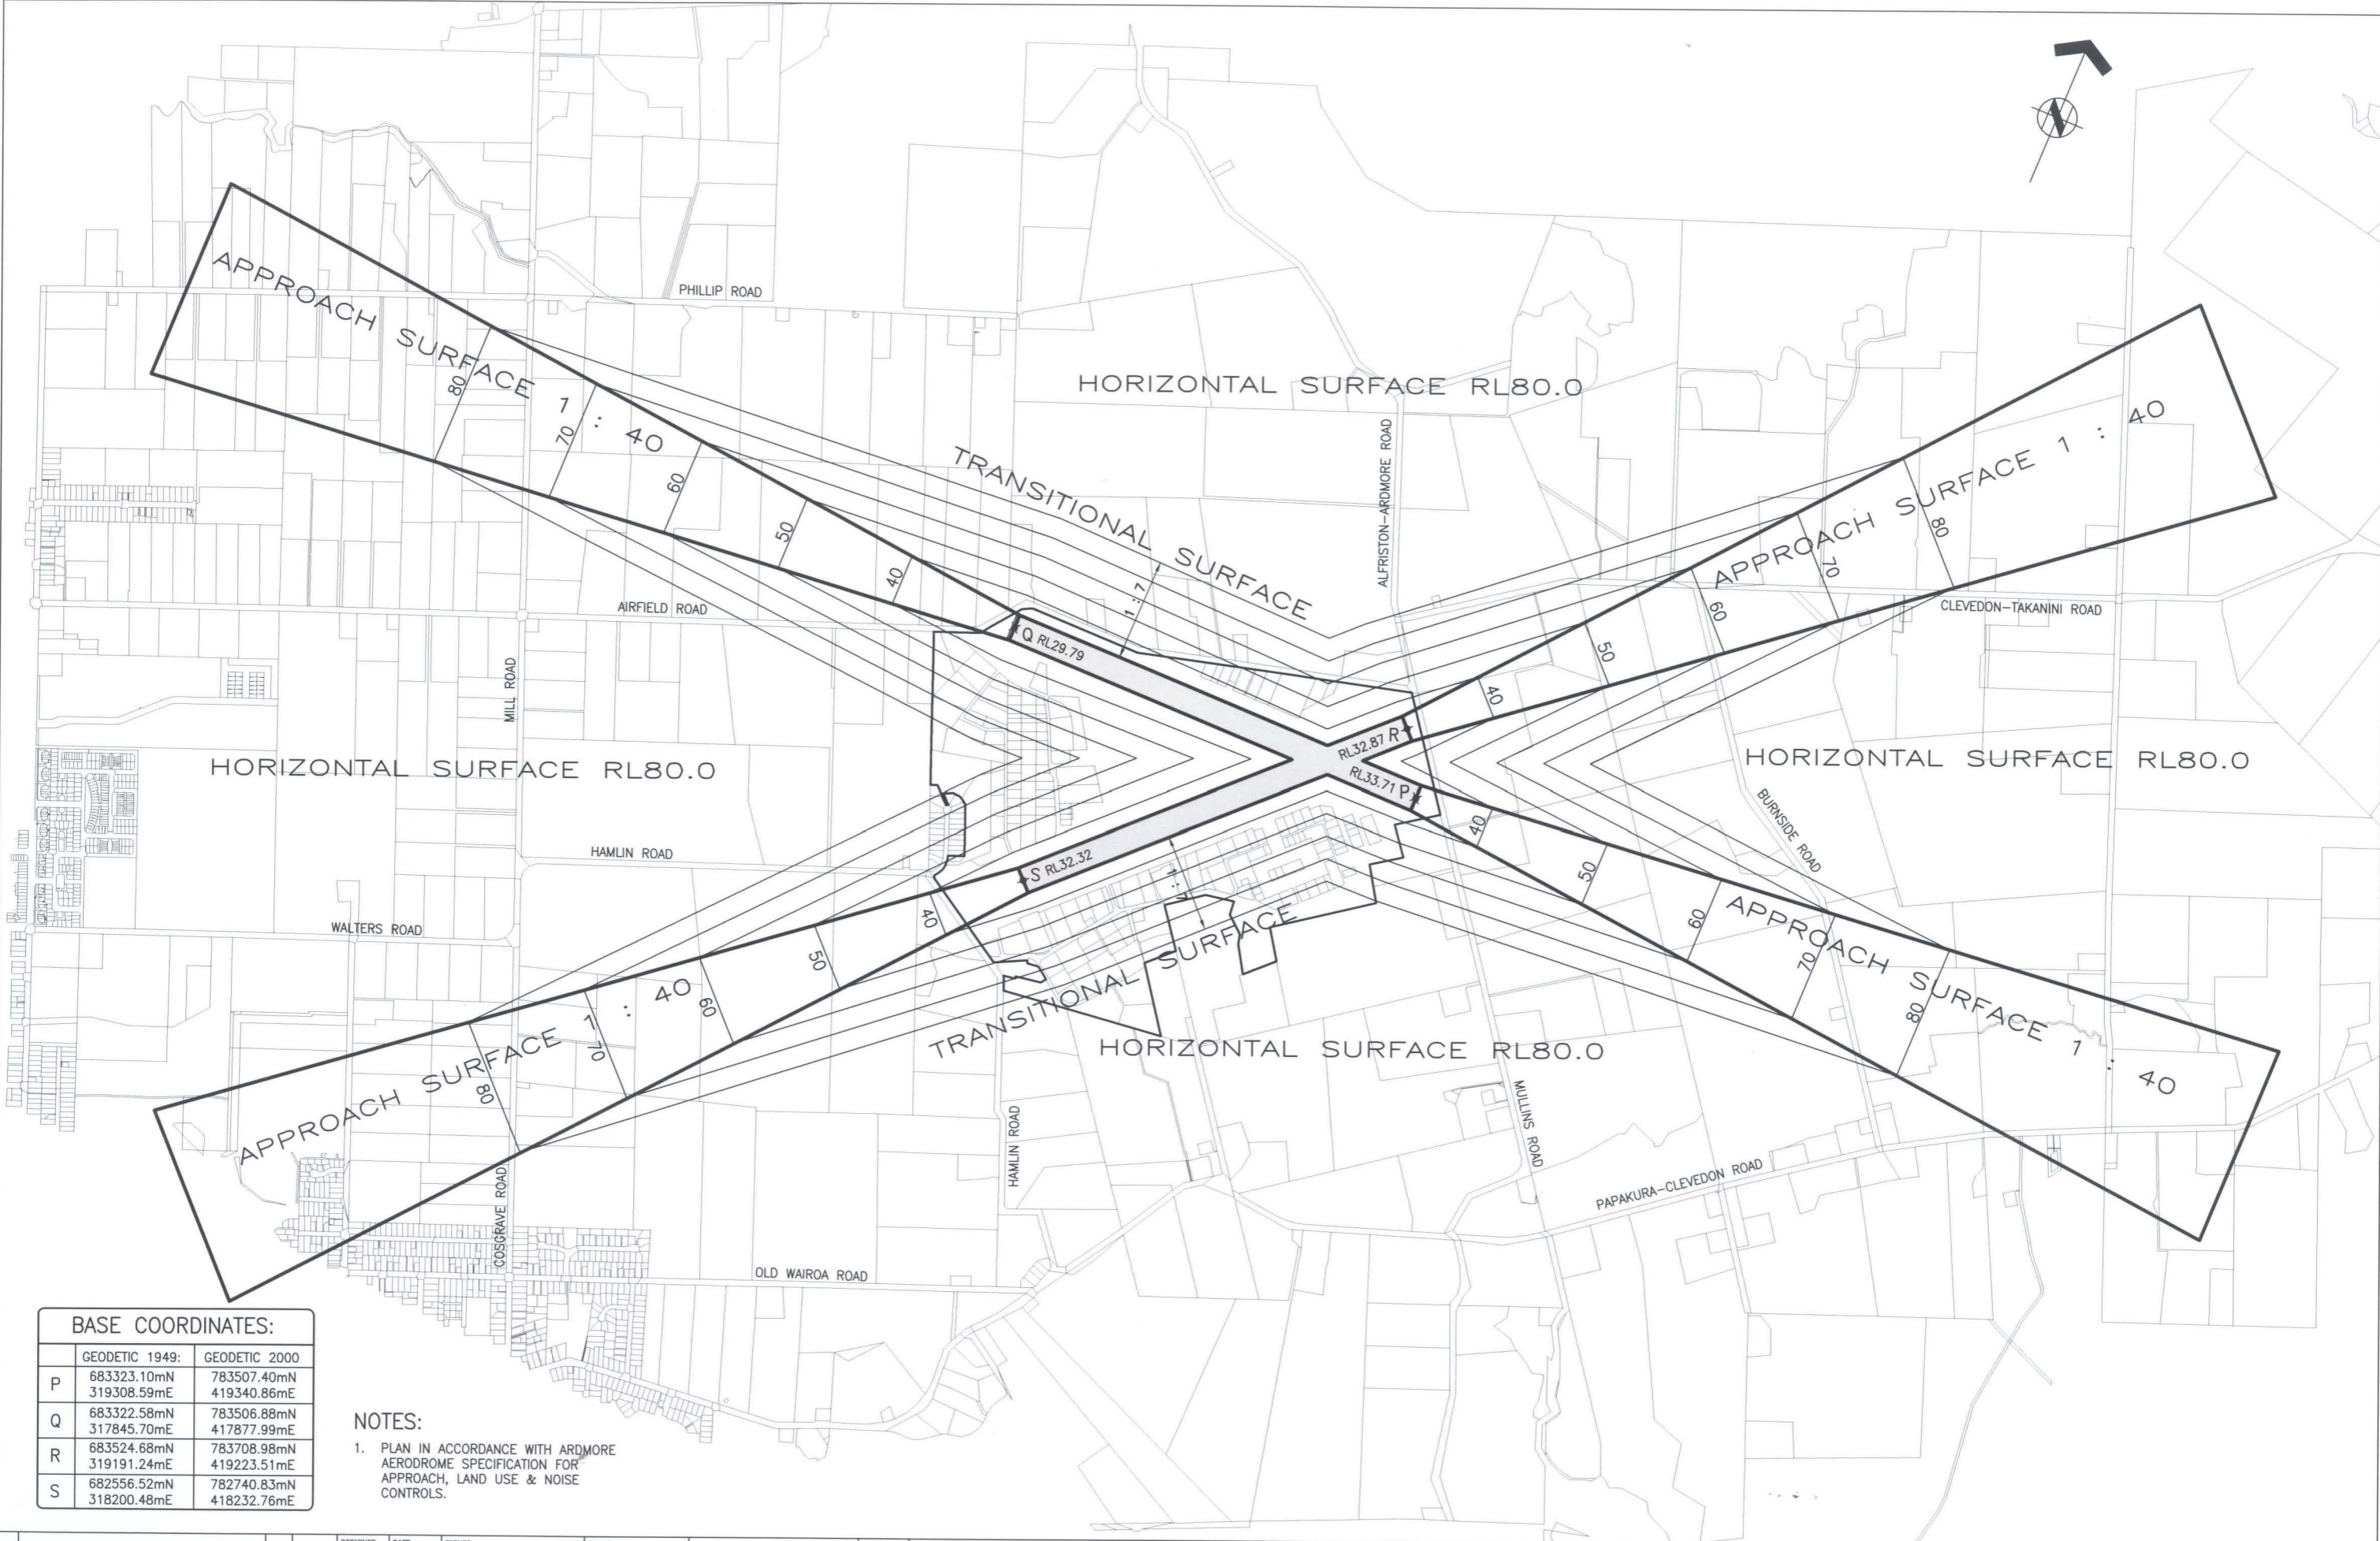 PHILLIP ROAD
APPROACH SURFACE 1 : 40
80
70
60
50
40
HORIZONTAL SURFACE RL80.0
TRANSITIONAL SURFACE
1 : 7
ALFRISTON-ARDMORE ROAD
APPROACH SURFACE 1 : 40
80
70
60
50
40
CLEVEDON-TAKANINI ROAD
AIRFIELD ROAD
MILL ROAD
Q RL29.79
RL32.87 R
RL33.71 P
S RL32.32
HORIZONTAL SURFACE RL80.0
HORIZONTAL SURFACE RL80.0
BURNSIDE ROAD
HAMLIN ROAD
WALTERS ROAD
40
50
60
70
80
APPROACH SURFACE 1 : 40
1 : 7
TRANSITIONAL SURFACE
HORIZONTAL SURFACE RL80.0
40
50
60
70
80
APPROACH SURFACE 1 : 40
COSGRAVE ROAD
HAMLIN ROAD
MULLINS ROAD
PAPAKURA-CLEVEDON ROAD
OLD WAIROA ROAD
BASE COORDINATES:
GEODETIC 1949: GEODETIC 2000
P 683323.10mN 783507.40mN
319308.59mE 419340.86mE
Q 683322.58mN 783506.88mN
317845.70mE 417877.99mE
R 683524.68mN 783708.98mN
319191.24mE 419223.51mE
S 682556.52mN 782740.83mN
318200.48mE 418232.76mE
NOTES:
1. PLAN IN ACCORDANCE WITH ARDMORE
AERODROME SPECIFICATION FOR
APPROACH, LAND USE & NOISE
CONTROLS.